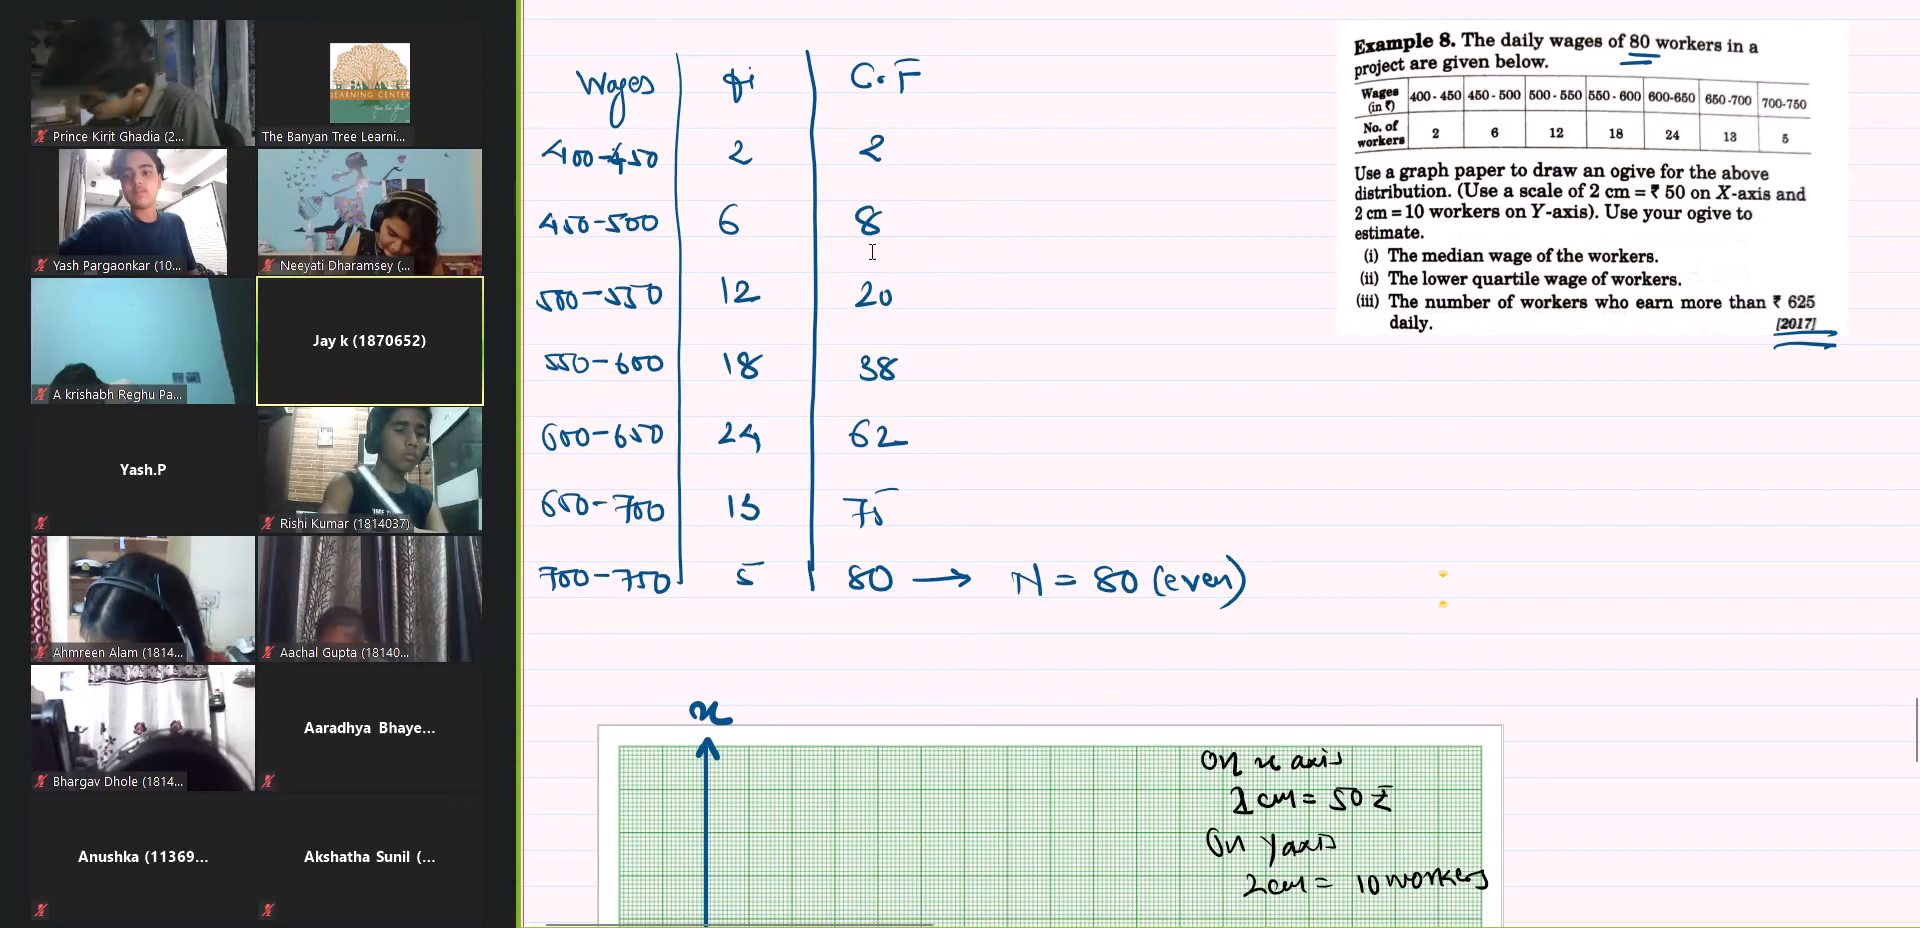 Prince Kirit Ghadia (2...
LEARNING CENTER
The Banyan Tree Learni...
Yash Pargaonkar (10...
Neeyati Dharamsey (...
A krishabh Reghu Pa...
Jay k (1870652)
Yash.P
Rishi Kumar (1814037)
Ahmreen Alam (1814...
Aachal Gupta (18140...
Bhargav Dhole (1814...
Aaradhya Bhaye...
Anushka (11369...
Akshatha Sunil (...
Wages fi C.F
400-450 2 2
450-500 6 8
500-550 12 20
550-600 18 38
600-650 24 62
650-700 13 75
700-750 5 80 → N = 80 (even)
Example 8. The daily wages of 80 workers in a
project are given below.
Wages (in ₹) 400 - 450 450 - 500 500 - 550 550 - 600 600-650 650 -700 700-750
No. of workers 2 6 12 18 24 13 5
Use a graph paper to draw an ogive for the above
distribution. (Use a scale of 2 cm = ₹ 50 on X-axis and
2 cm = 10 workers on Y-axis). Use your ogive to
estimate.
(i) The median wage of the workers.
(ii) The lower quartile wage of workers.
(iii) The number of workers who earn more than ₹ 625
daily. [2017]
x
On x axis
2 cm = 50 ₹
On y axis
2 cm = 10 workers